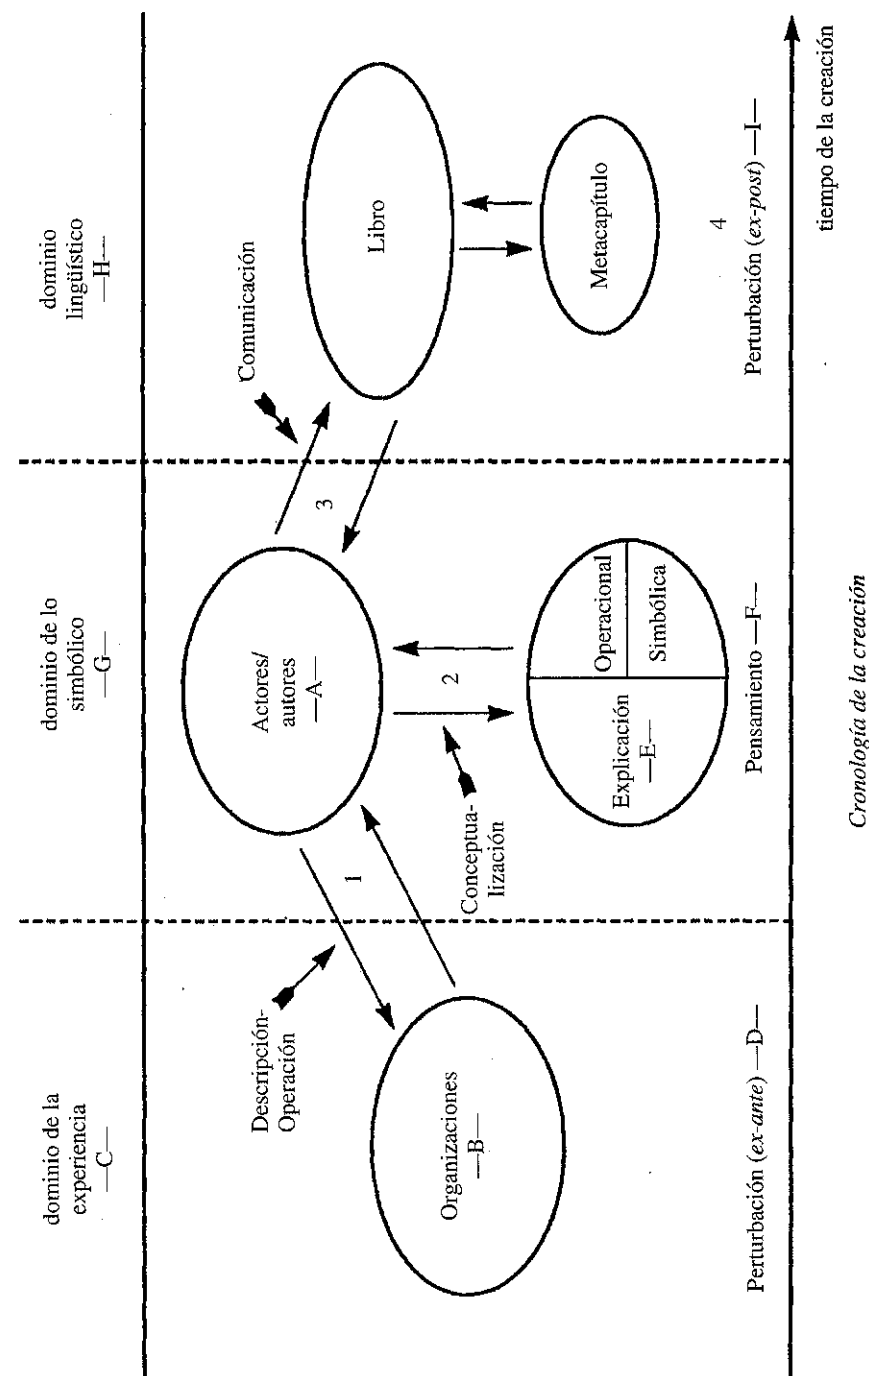 dominio de la
experiencia
—C—
dominio de lo
simbólico
—G—
dominio
lingüístico
—H—
Descripción-
Operación
1
Organizaciones
—B—
Perturbación (ex-ante) —D—
Actores/
autores
—A—
Conceptua-
lización
2
Explicación
—E—
Operacional
Simbólica
Pensamiento —F—
Comunicación
3
Libro
Metacapítulo
4
Perturbación (ex-post) —I—
tiempo de la creación
Cronología de la creación